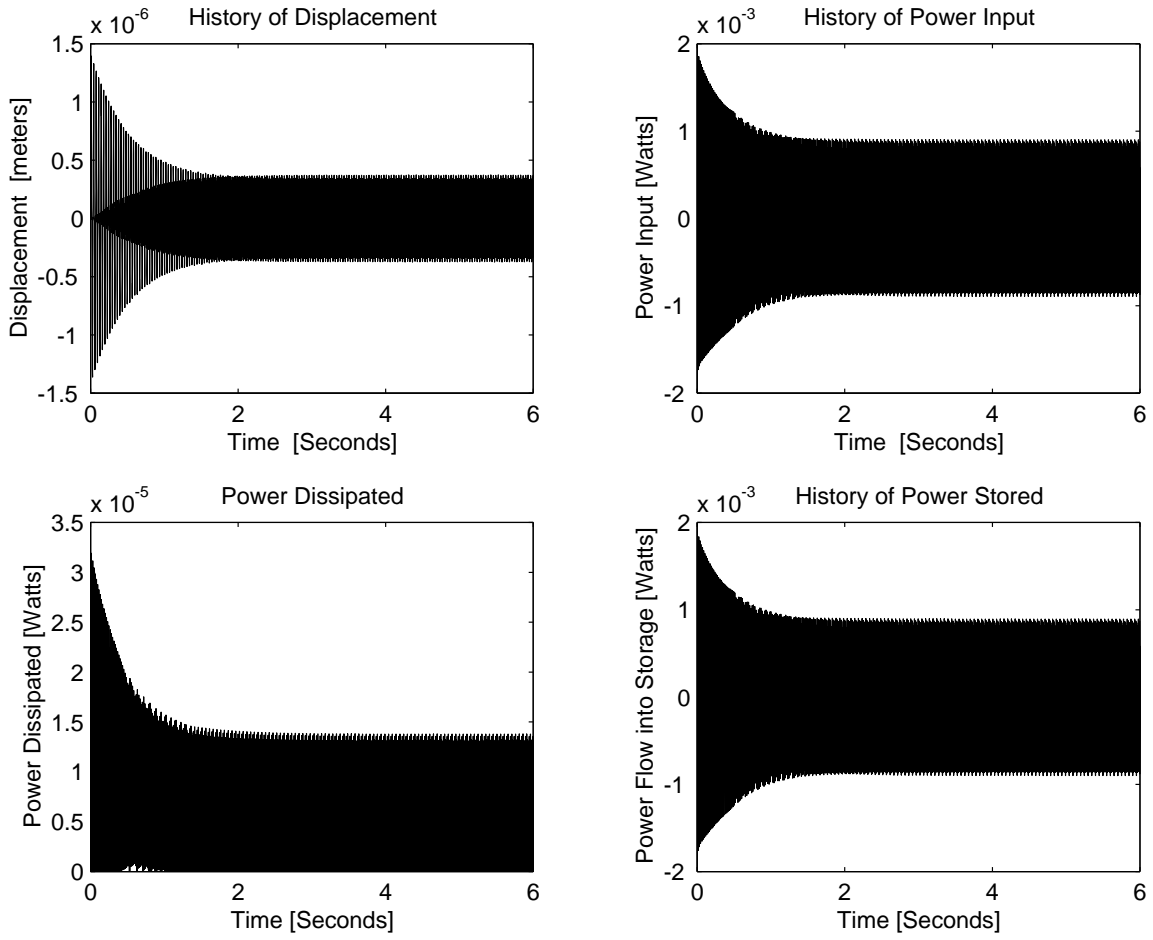 x 10-6 History of Displacement
1.5
1
0.5
0
-0.5
-1
-1.5
Displacement [meters]
0 2 4 6
Time [Seconds]
x 10-3 History of Power Input
2
1
0
-1
-2
Power Input [Watts]
0 2 4 6
Time [Seconds]
x 10-5 Power Dissipated
3.5
3
2.5
2
1.5
1
0.5
0
Power Dissipated [Watts]
0 2 4 6
Time [Seconds]
x 10-3 History of Power Stored
2
1
0
-1
-2
Power Flow into Storage [Watts]
0 2 4 6
Time [Seconds]